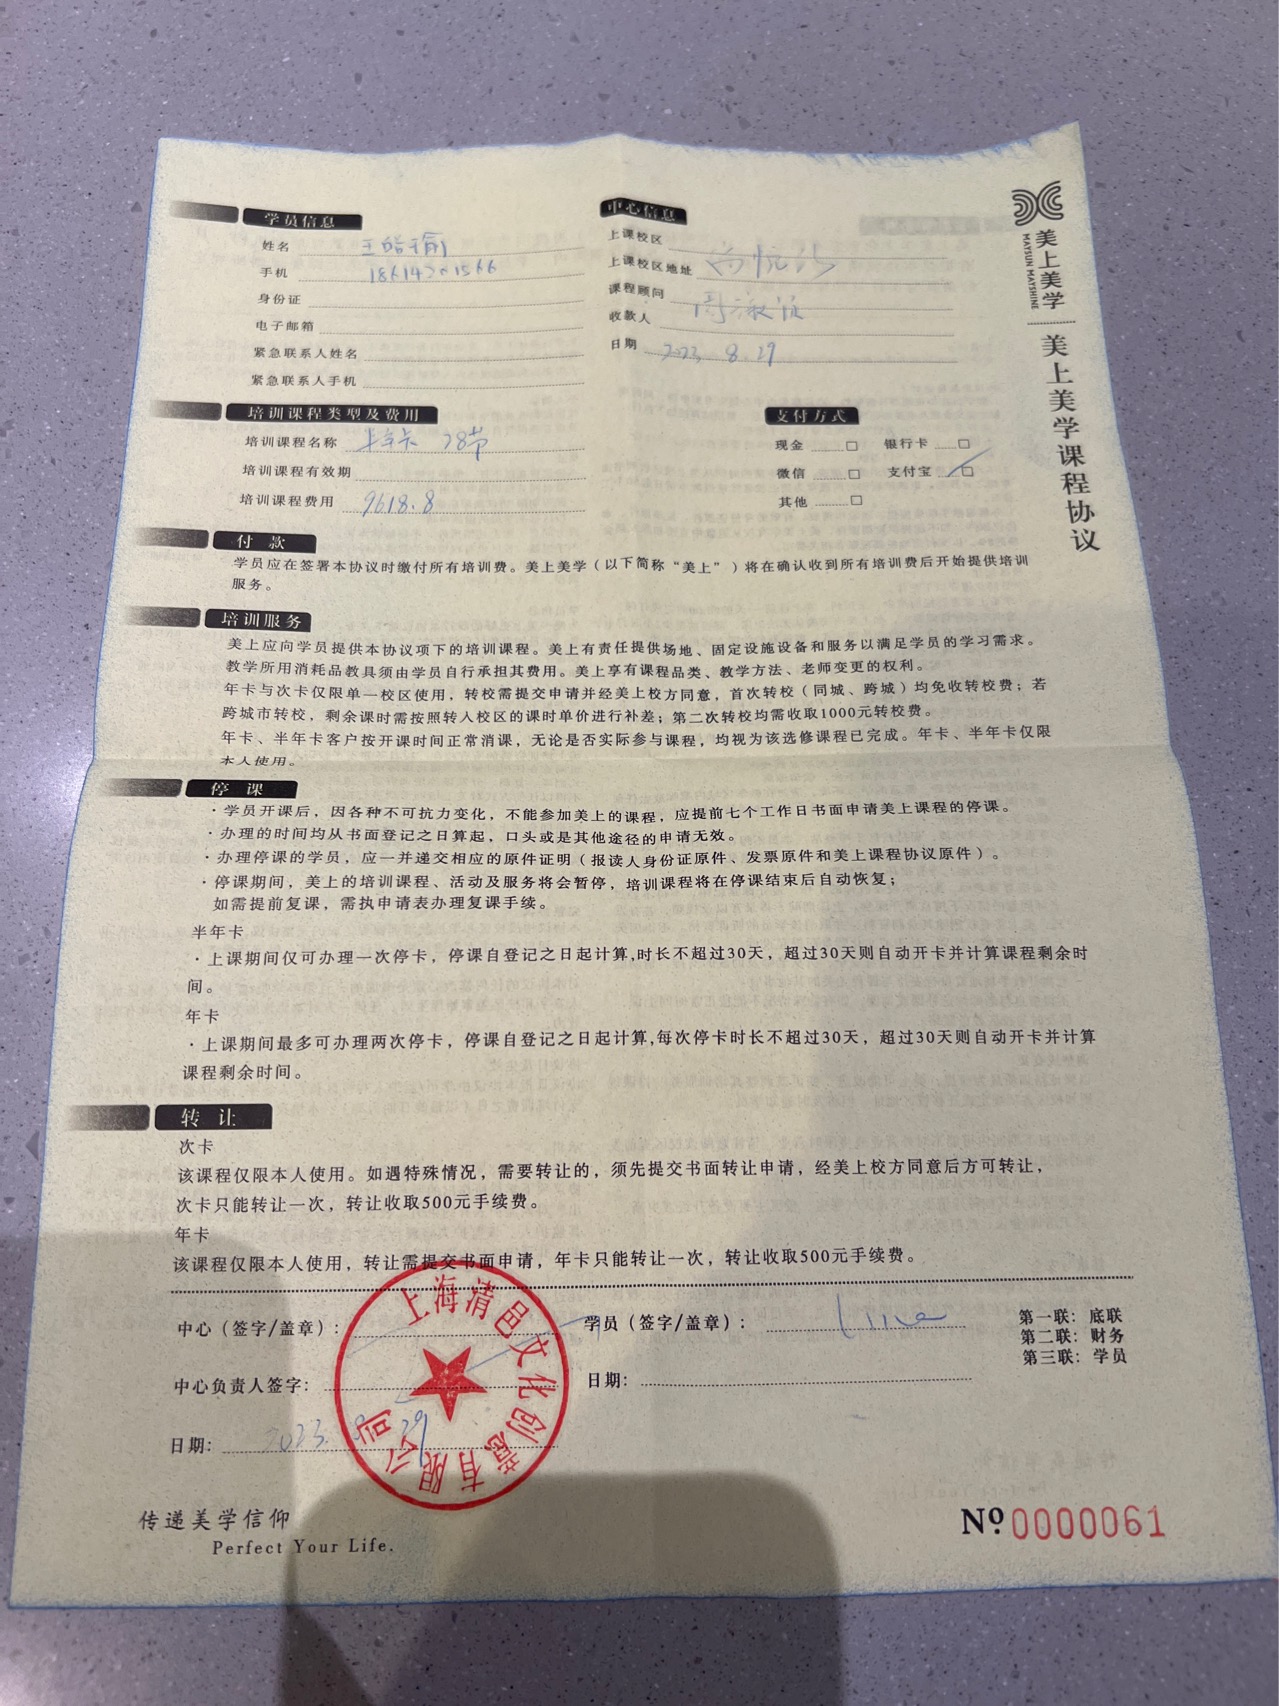 美上美学
MAYSUN MAYSHINE
美上美学课程协议
学员信息
姓名
手机
身份证
电子邮箱
紧急联系人姓名
紧急联系人手机
中心信息
上课校区
上课校区地址
课程顾问
收款人
日期 2023 8.29
培训课程类型及费用
培训课程名称 28节
培训课程有效期
培训课程费用 9618.8
支付方式
现金 □ 银行卡 □
微信 □ 支付宝 □
其他 □
付款
学员应在签署本协议时缴付所有培训费。美上美学（以下简称“美上”）将在确认收到所有培训费后开始提供培训
服务。
培训服务
美上应向学员提供本协议项下的培训课程。美上有责任提供场地、固定设施设备和服务以满足学员的学习需求。
教学所用消耗品教具须由学员自行承担其费用。美上享有课程品类、教学方法、老师变更的权利。
年卡与次卡仅限单一校区使用，转校需提交申请并经美上校方同意，首次转校（同城、跨城）均免收转校费；若
跨城市转校，剩余课时需按照转入校区的课时单价进行补差；第二次转校均需收取1000元转校费。
年卡、半年卡客户按开课时间正常消课，无论是否实际参与课程，均视为该选修课程已完成。年卡、半年卡仅限
本人使用。
停课
·学员开课后，因各种不可抗力变化，不能参加美上的课程，应提前七个工作日书面申请美上课程的停课。
·办理的时间均从书面登记之日算起，口头或是其他途径的申请无效。
·办理停课的学员，应一并递交相应的原件证明（报读人身份证原件、发票原件和美上课程协议原件）。
·停课期间，美上的培训课程、活动及服务将会暂停，培训课程将在停课结束后自动恢复；
如需提前复课，需执申请表办理复课手续。
半年卡
·上课期间仅可办理一次停卡，停课自登记之日起计算,时长不超过30天，超过30天则自动开卡并计算课程剩余时
间。
年卡
·上课期间最多可办理两次停卡，停课自登记之日起计算,每次停卡时长不超过30天，超过30天则自动开卡并计算
课程剩余时间。
转让
次卡
该课程仅限本人使用。如遇特殊情况，需要转让的，须先提交书面转让申请，经美上校方同意后方可转让，
次卡只能转让一次，转让收取500元手续费。
年卡
该课程仅限本人使用，转让需提交书面申请，年卡只能转让一次，转让收取500元手续费。
中心（签字/盖章）：
学员（签字/盖章）：
第一联：底联
第二联：财务
第三联：学员
中心负责人签字：
日期：
日期： 2023. 8 29
上海清邑文化创意有限公司
传递美学信仰
Perfect Your Life.
№ 0000061